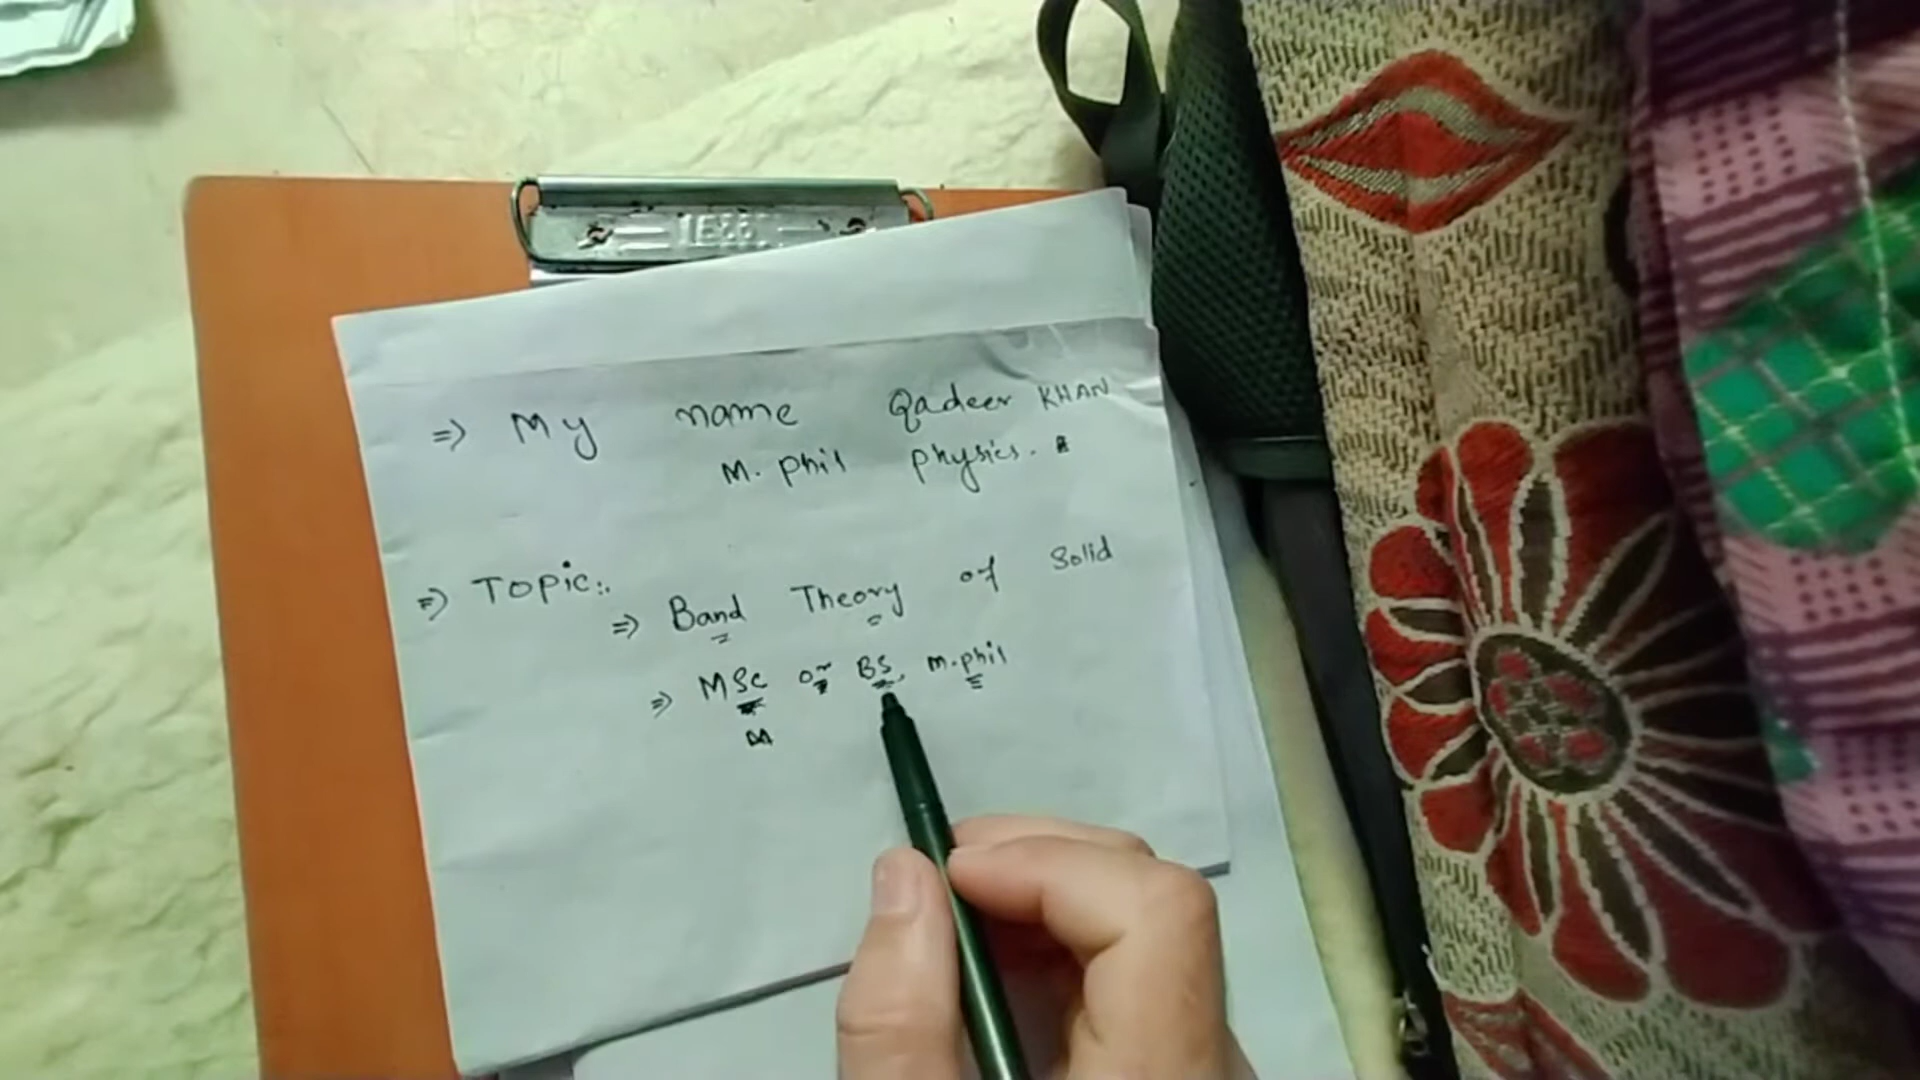 ⇒ My name Qadeer KHAN
M. phil physics.
⇒ Topic:.
⇒ Band Theory of Solid
⇒ MSc or BS, m.phil